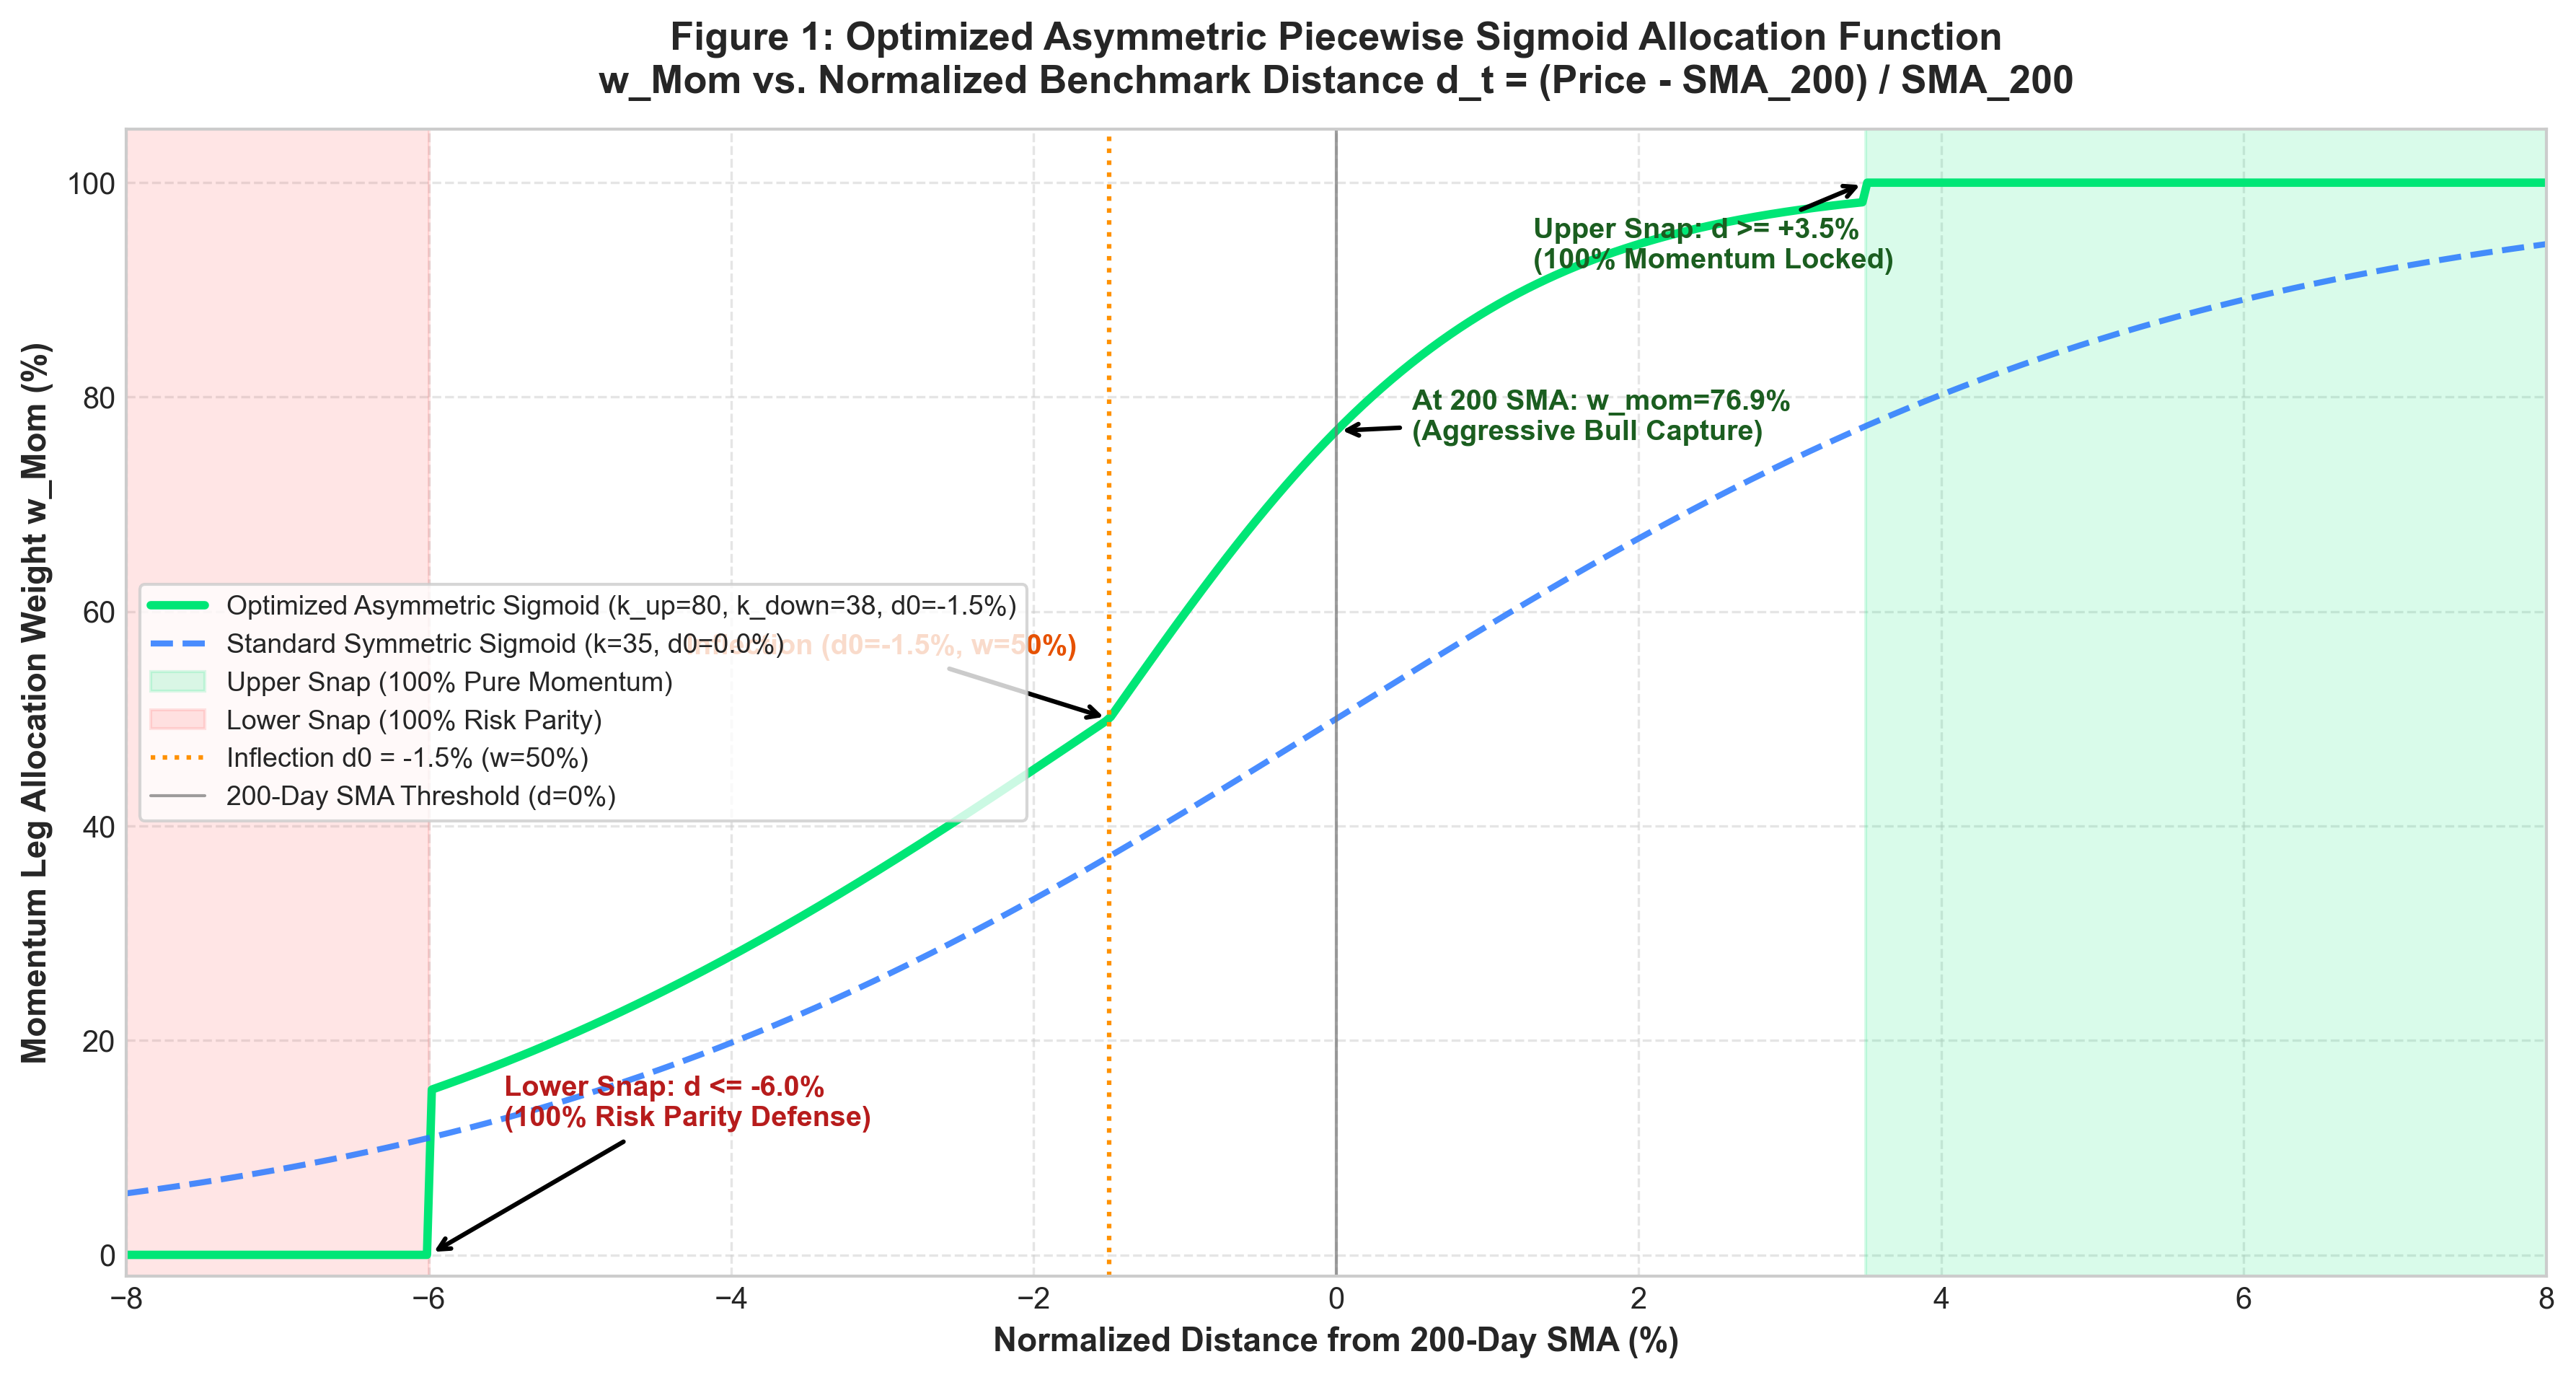 Figure 1: Optimized Asymmetric Piecewise Sigmoid Allocation Function
w_Mom vs. Normalized Benchmark Distance d_t = (Price - SMA_200) / SMA_200
Momentum Leg Allocation Weight w_Mom (%)
100
80
60
40
20
0
Upper Snap: d >= +3.5%
(100% Momentum Locked)
At 200 SMA: w_mom=76.9%
(Aggressive Bull Capture)
Optimized Asymmetric Sigmoid (k_up=80, k_down=38, d0=-1.5%)
Standard Symmetric Sigmoid (k=35, d0=0.0%)
Inflection (d0=-1.5%, w=50%)
Upper Snap (100% Pure Momentum)
Lower Snap (100% Risk Parity)
Inflection d0 = -1.5% (w=50%)
200-Day SMA Threshold (d=0%)
Lower Snap: d <= -6.0%
(100% Risk Parity Defense)
−8 −6 −4 −2 0 2 4 6 8
Normalized Distance from 200-Day SMA (%)